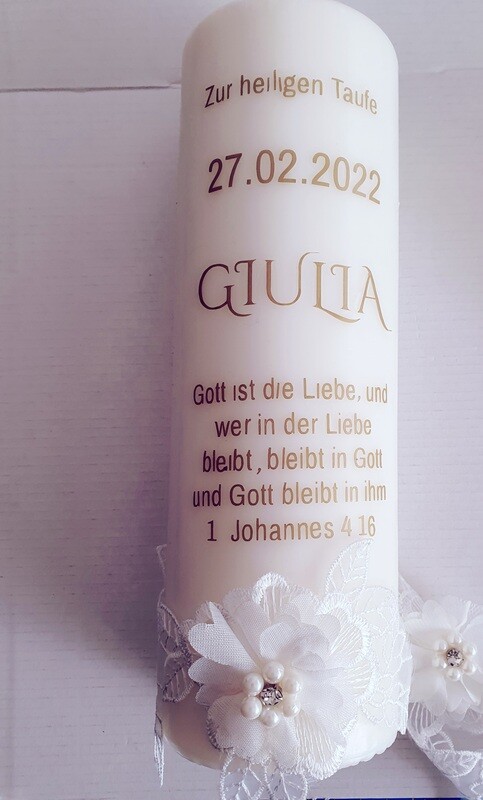 Zur heiligen Taufe
27.02.2022
GIULIA
Gott ist die Liebe, und
wer in der Liebe
bleibt, bleibt in Gott
und Gott bleibt in ihm
1 Johannes 4 16